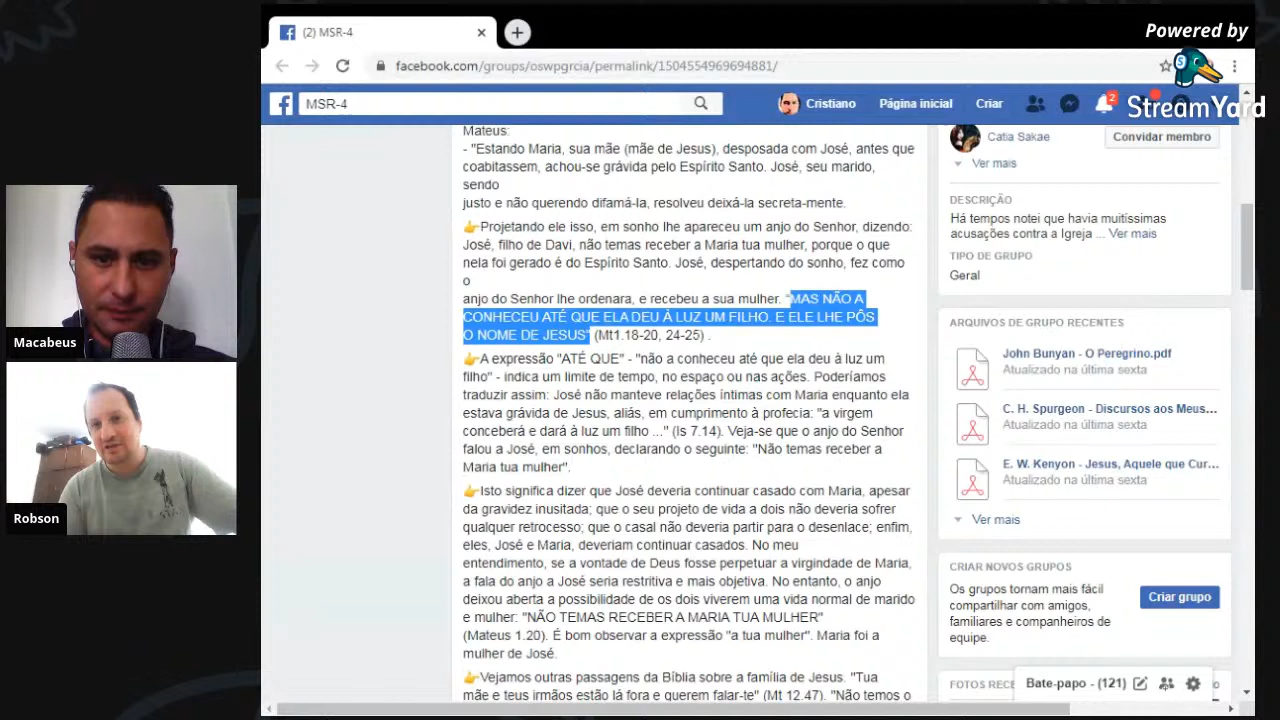 (2) MSR-4
Powered by
facebook.com/groups/oswpgrcia/permalink/1504554969694881/
StreamYard
MSR-4
Cristiano
Página inicial
Criar
2
Mateus:
- "Estando Maria, sua mãe (mãe de Jesus), desposada com José, antes que
coabitassem, achou-se grávida pelo Espírito Santo. José, seu marido,
sendo
justo e não querendo difamá-la, resolveu deixá-la secreta-mente.
👉Projetando ele isso, em sonho lhe apareceu um anjo do Senhor, dizendo:
José, filho de Davi, não temas receber a Maria tua mulher, porque o que
nela foi gerado é do Espírito Santo. José, despertando do sonho, fez como
o
anjo do Senhor lhe ordenara, e recebeu a sua mulher. "MAS NÃO A
CONHECEU ATÉ QUE ELA DEU À LUZ UM FILHO. E ELE LHE PÔS
O NOME DE JESUS" (Mt1.18-20, 24-25) .
👉A expressão "ATÉ QUE" - "não a conheceu até que ela deu à luz um
filho" - indica um limite de tempo, no espaço ou nas ações. Poderíamos
traduzir assim: José não manteve relações íntimas com Maria enquanto ela
estava grávida de Jesus, aliás, em cumprimento à profecia: "a virgem
conceberá e dará à luz um filho ..." (Is 7.14). Veja-se que o anjo do Senhor
falou a José, em sonhos, declarando o seguinte: "Não temas receber a
Maria tua mulher".
👉Isto significa dizer que José deveria continuar casado com Maria, apesar
da gravidez inusitada; que o seu projeto de vida a dois não deveria sofrer
qualquer retrocesso; que o casal não deveria partir para o desenlace; enfim,
eles, José e Maria, deveriam continuar casados. No meu
entendimento, se a vontade de Deus fosse perpetuar a virgindade de Maria,
a fala do anjo a José seria restritiva e mais objetiva. No entanto, o anjo
deixou aberta a possibilidade de os dois viverem uma vida normal de marido
e mulher: "NÃO TEMAS RECEBER A MARIA TUA MULHER"
(Mateus 1.20). É bom observar a expressão "a tua mulher". Maria foi a
mulher de José.
👉Vejamos outras passagens da Bíblia sobre a família de Jesus. "Tua
mãe e teus irmãos estão lá fora e querem falar-te" (Mt 12.47). "Não temos o
Catia Sakae
Convidar membro
Ver mais
DESCRIÇÃO
Há tempos notei que havia muitíssimas
acusações contra a Igreja ... Ver mais
TIPO DE GRUPO
Geral
ARQUIVOS DE GRUPO RECENTES
John Bunyan - O Peregrino.pdf
Atualizado na última sexta
C. H. Spurgeon - Discursos aos Meus...
Atualizado na última sexta
E. W. Kenyon - Jesus, Aquele que Cur...
Atualizado na última sexta
Ver mais
CRIAR NOVOS GRUPOS
Os grupos tornam mais fácil
compartilhar com amigos,
familiares e companheiros de
equipe.
Criar grupo
FOTOS RECE
Bate-papo - (121)
Macabeus
Robson